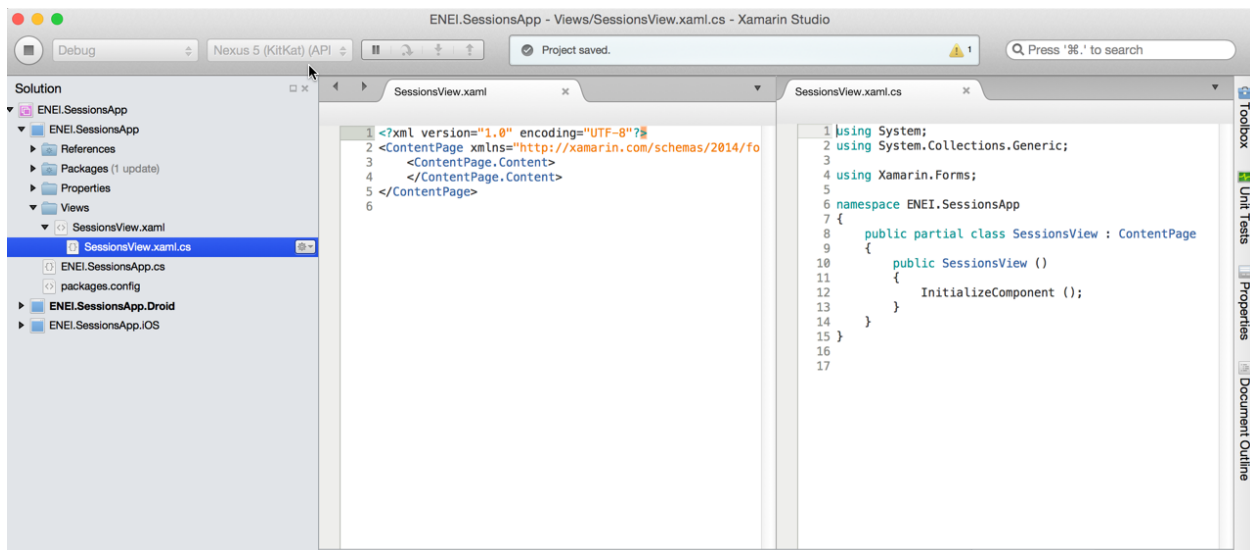 ENEI.SessionsApp - Views/SessionsView.xaml.cs - Xamarin Studio
Debug
Nexus 5 (KitKat) (API
Project saved.
1
Press '⌘.' to search
Solution
ENEI.SessionsApp
ENEI.SessionsApp
References
Packages (1 update)
Properties
Views
SessionsView.xaml
SessionsView.xaml.cs
ENEI.SessionsApp.cs
packages.config
ENEI.SessionsApp.Droid
ENEI.SessionsApp.iOS
SessionsView.xaml
1 <?xml version="1.0" encoding="UTF-8"?>
2 <ContentPage xmlns="http://xamarin.com/schemas/2014/fo
3 <ContentPage.Content>
4 </ContentPage.Content>
5 </ContentPage>
6
SessionsView.xaml.cs
1 using System;
2 using System.Collections.Generic;
3
4 using Xamarin.Forms;
5
6 namespace ENEI.SessionsApp
7 {
8 public partial class SessionsView : ContentPage
9 {
10 public SessionsView ()
11 {
12 InitializeComponent ();
13 }
14 }
15 }
16
17
Toolbox
Unit Tests
Properties
Document Outline